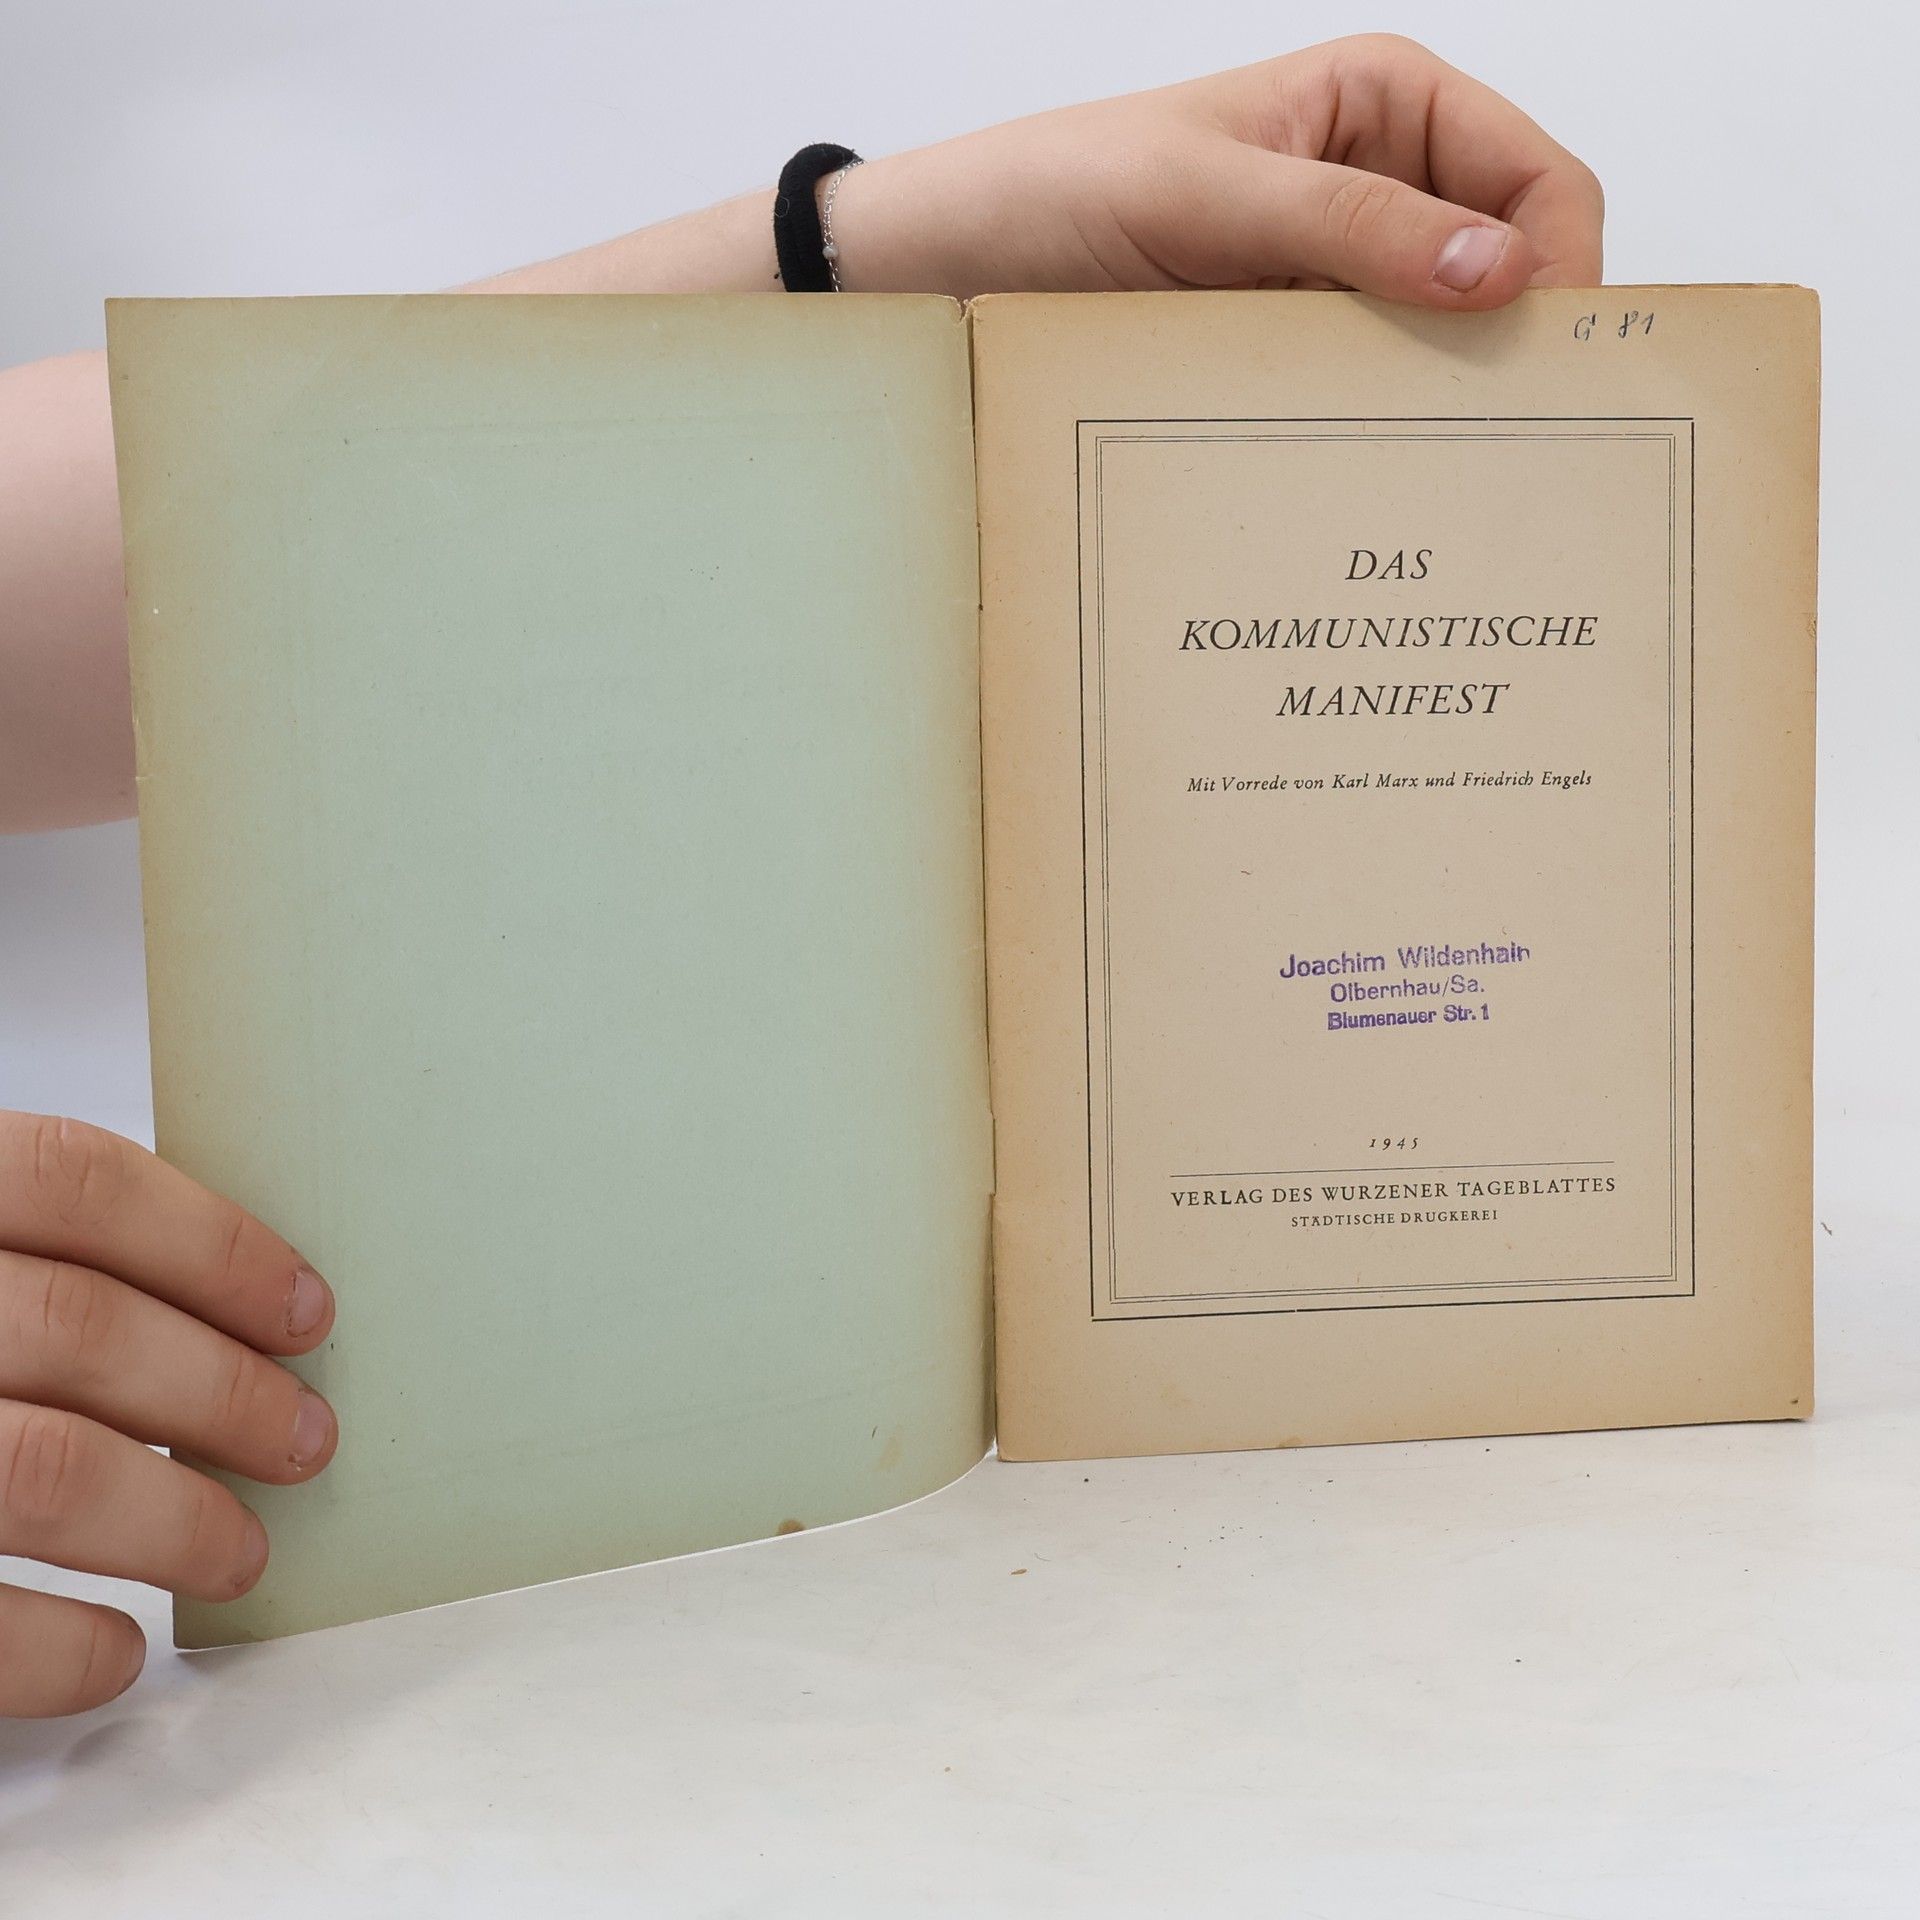 G 81
DAS
KOMMUNISTISCHE
MANIFEST
Mit Vorrede von Karl Marx und Friedrich Engels
Joachim Wildenhain
Olbernhau/Sa.
Blumenauer Str. 1
1945
VERLAG DES WURZENER TAGEBLATTES
STÄDTISCHE DRUGKEREI